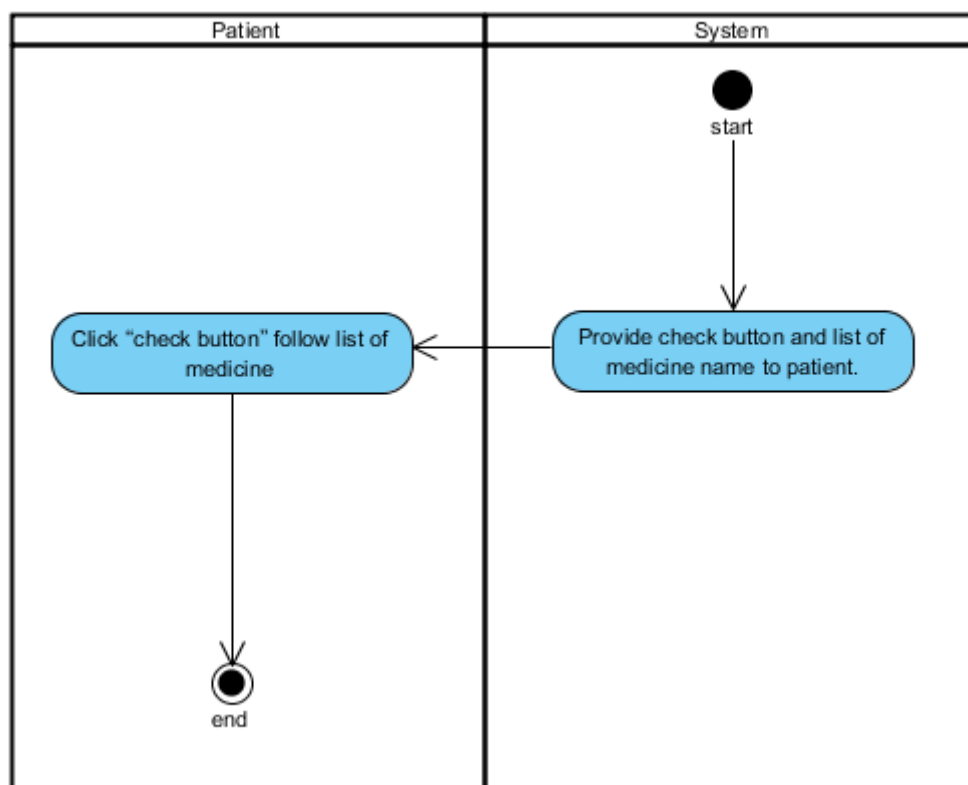 Patient
System
start
Click “check button” follow list of
medicine
Provide check button and list of
medicine name to patient.
end